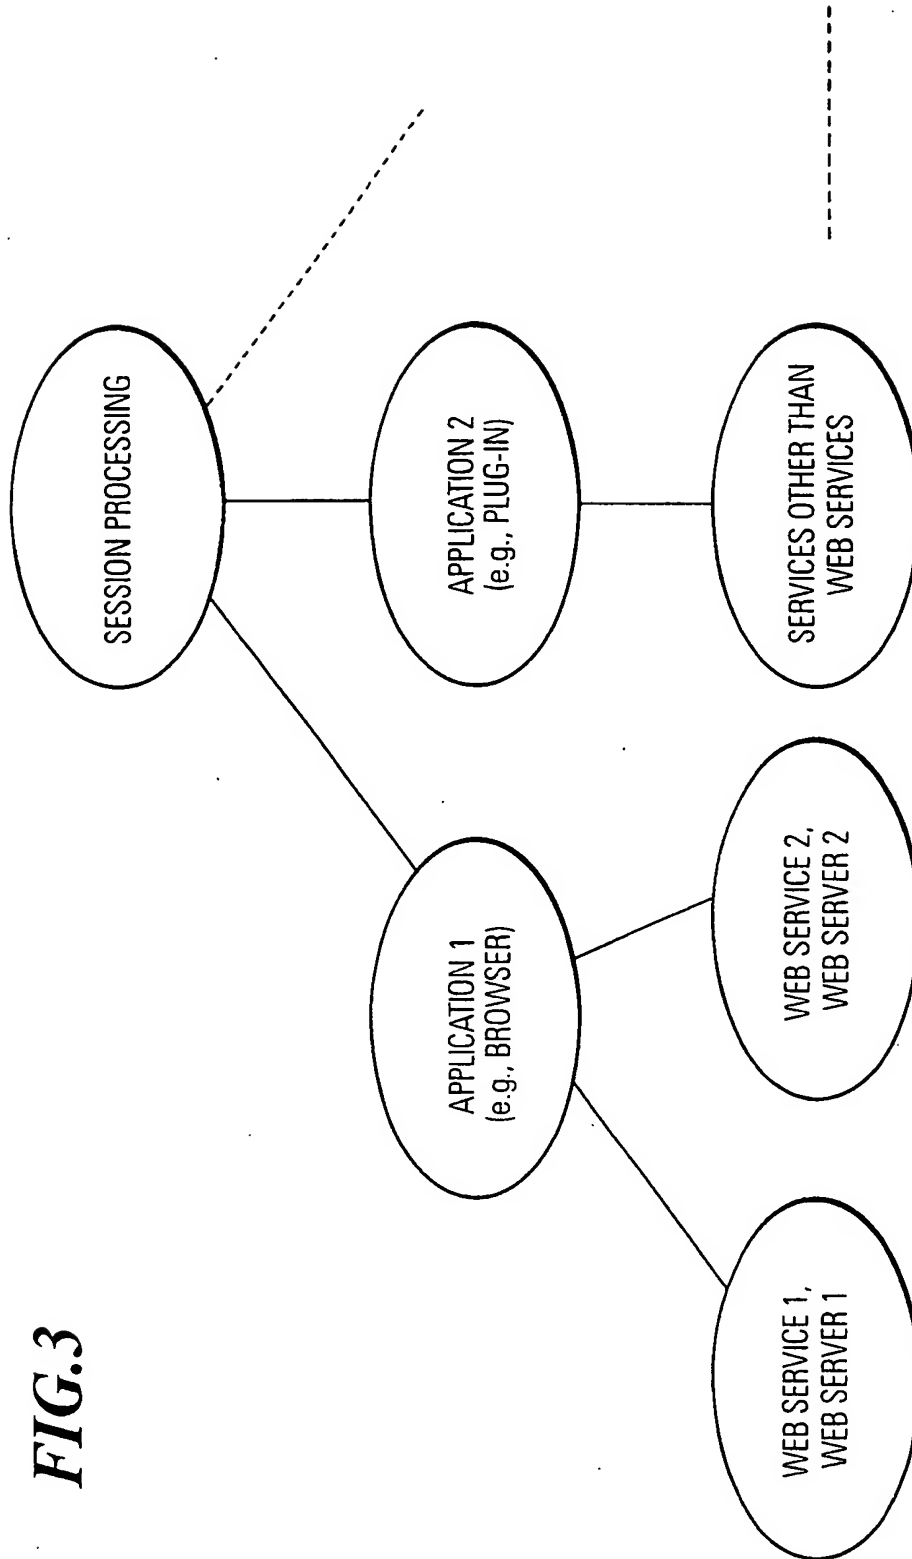 FIG.3
SESSION PROCESSING
APPLICATION 1
(e.g., BROWSER)
APPLICATION 2
(e.g., PLUG-IN)
WEB SERVICE 1,
WEB SERVER 1
WEB SERVICE 2,
WEB SERVER 2
SERVICES OTHER THAN
WEB SERVICES